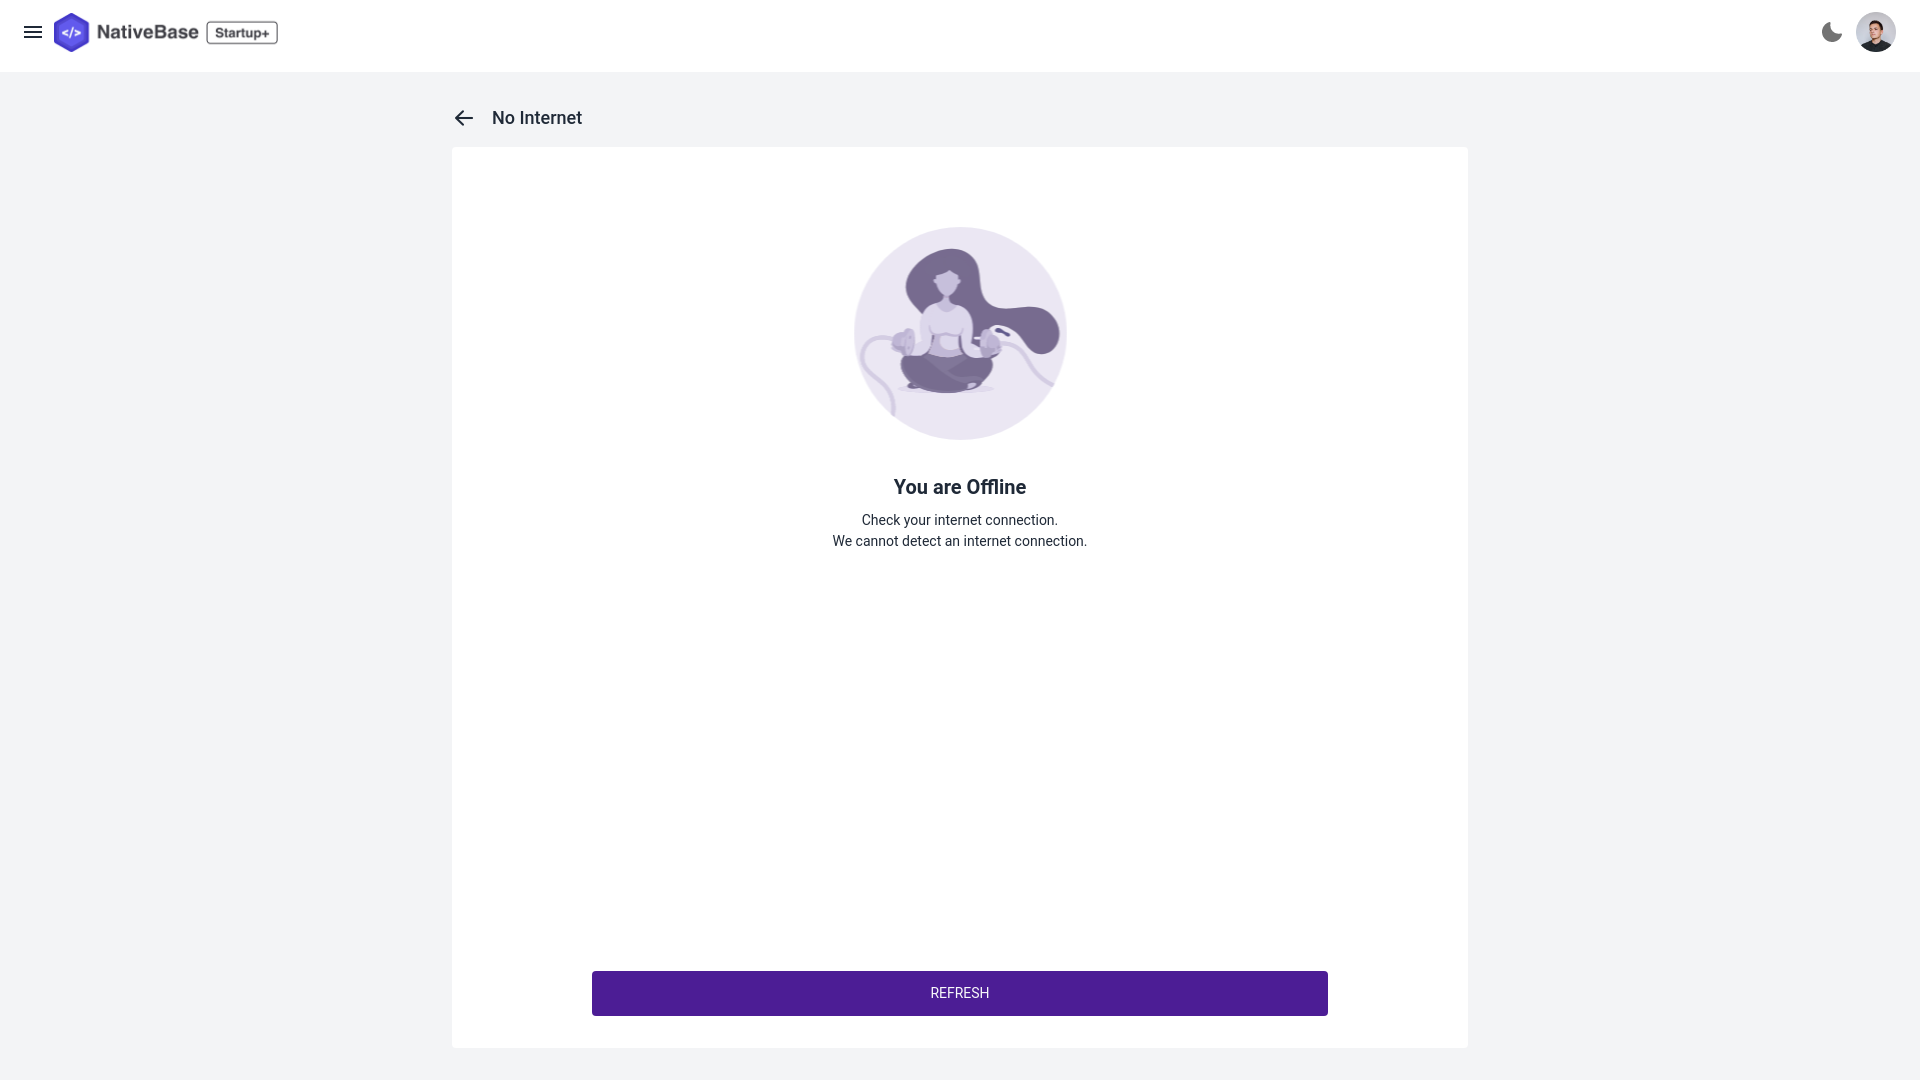 </> NativeBase Startup+
No Internet
You are Offline
Check your internet connection.
We cannot detect an internet connection.
REFRESH